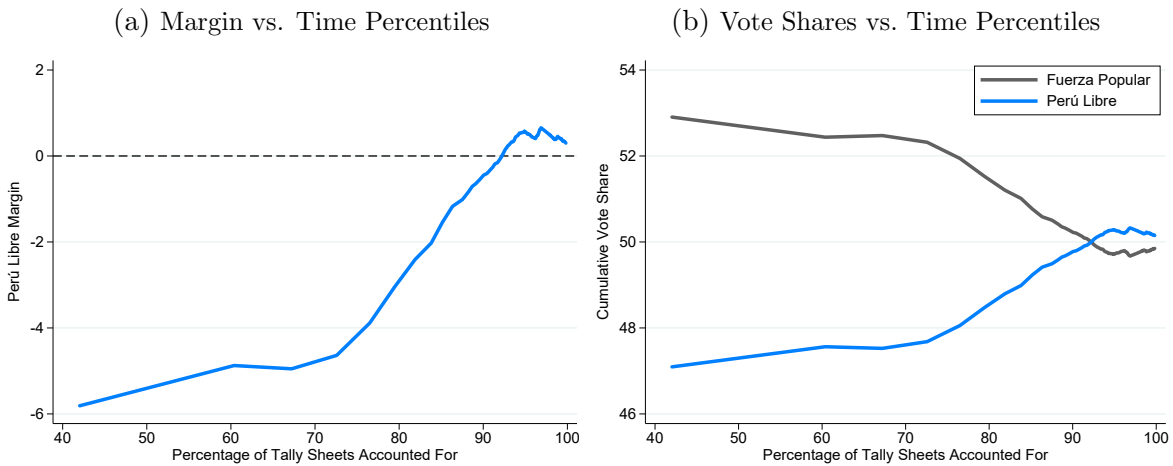 (a) Margin vs. Time Percentiles
2
0
-2
-4
-6
Perú Libre Margin
40 50 60 70 80 90 100
Percentage of Tally Sheets Accounted For
(b) Vote Shares vs. Time Percentiles
Fuerza Popular
Perú Libre
54
52
50
48
46
Cumulative Vote Share
40 50 60 70 80 90 100
Percentage of Tally Sheets Accounted For